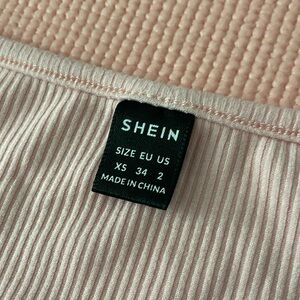 SHEIN
SIZE EU US
XS 34 2
MADE IN CHINA